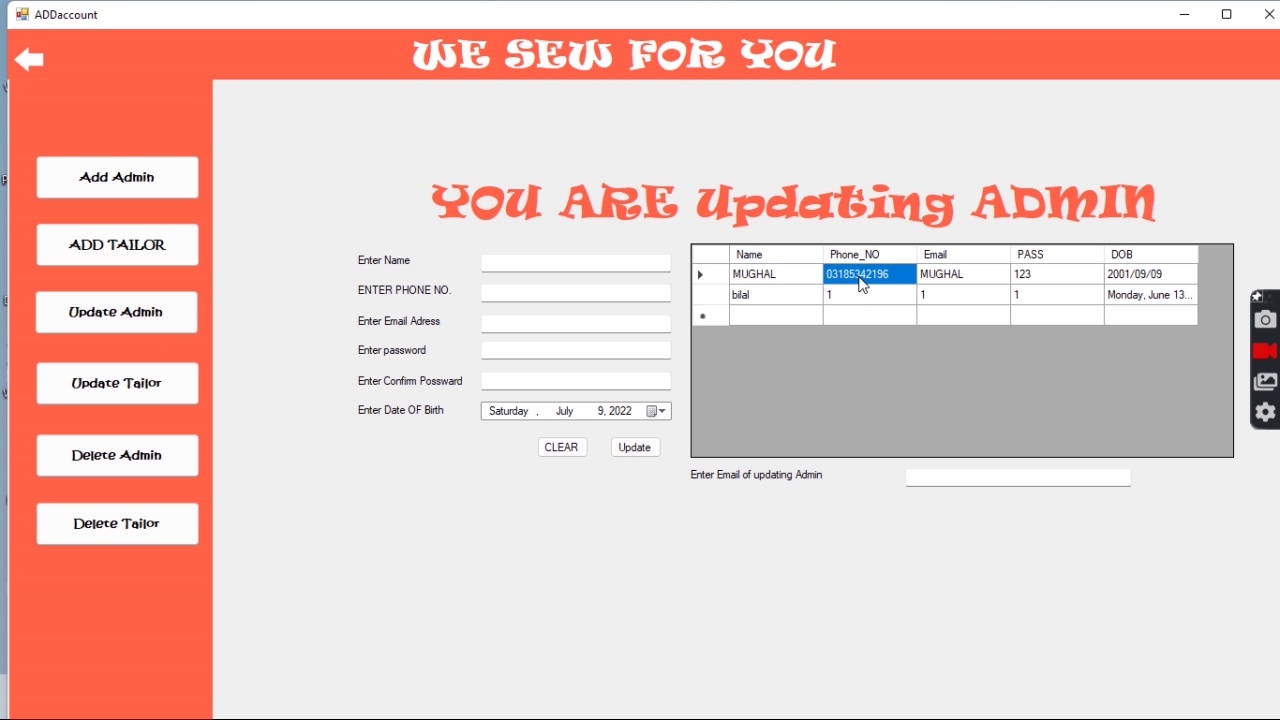 ADDaccount
WE SEW FOR YOU
Add Admin
ADD TAILOR
Update Admin
Update Tailor
Delete Admin
Delete Tailor
YOU ARE Updating ADMIN
Enter Name
ENTER PHONE NO.
Enter Email Adress
Enter password
Enter Confirm Possward
Enter Date OF Birth
Saturday , July 9, 2022
CLEAR Update
Name Phone_NO Email PASS DOB
MUGHAL 03185342196 MUGHAL 123 2001/09/09
bilal 1 1 1 Monday, June 13...
Enter Email of updating Admin